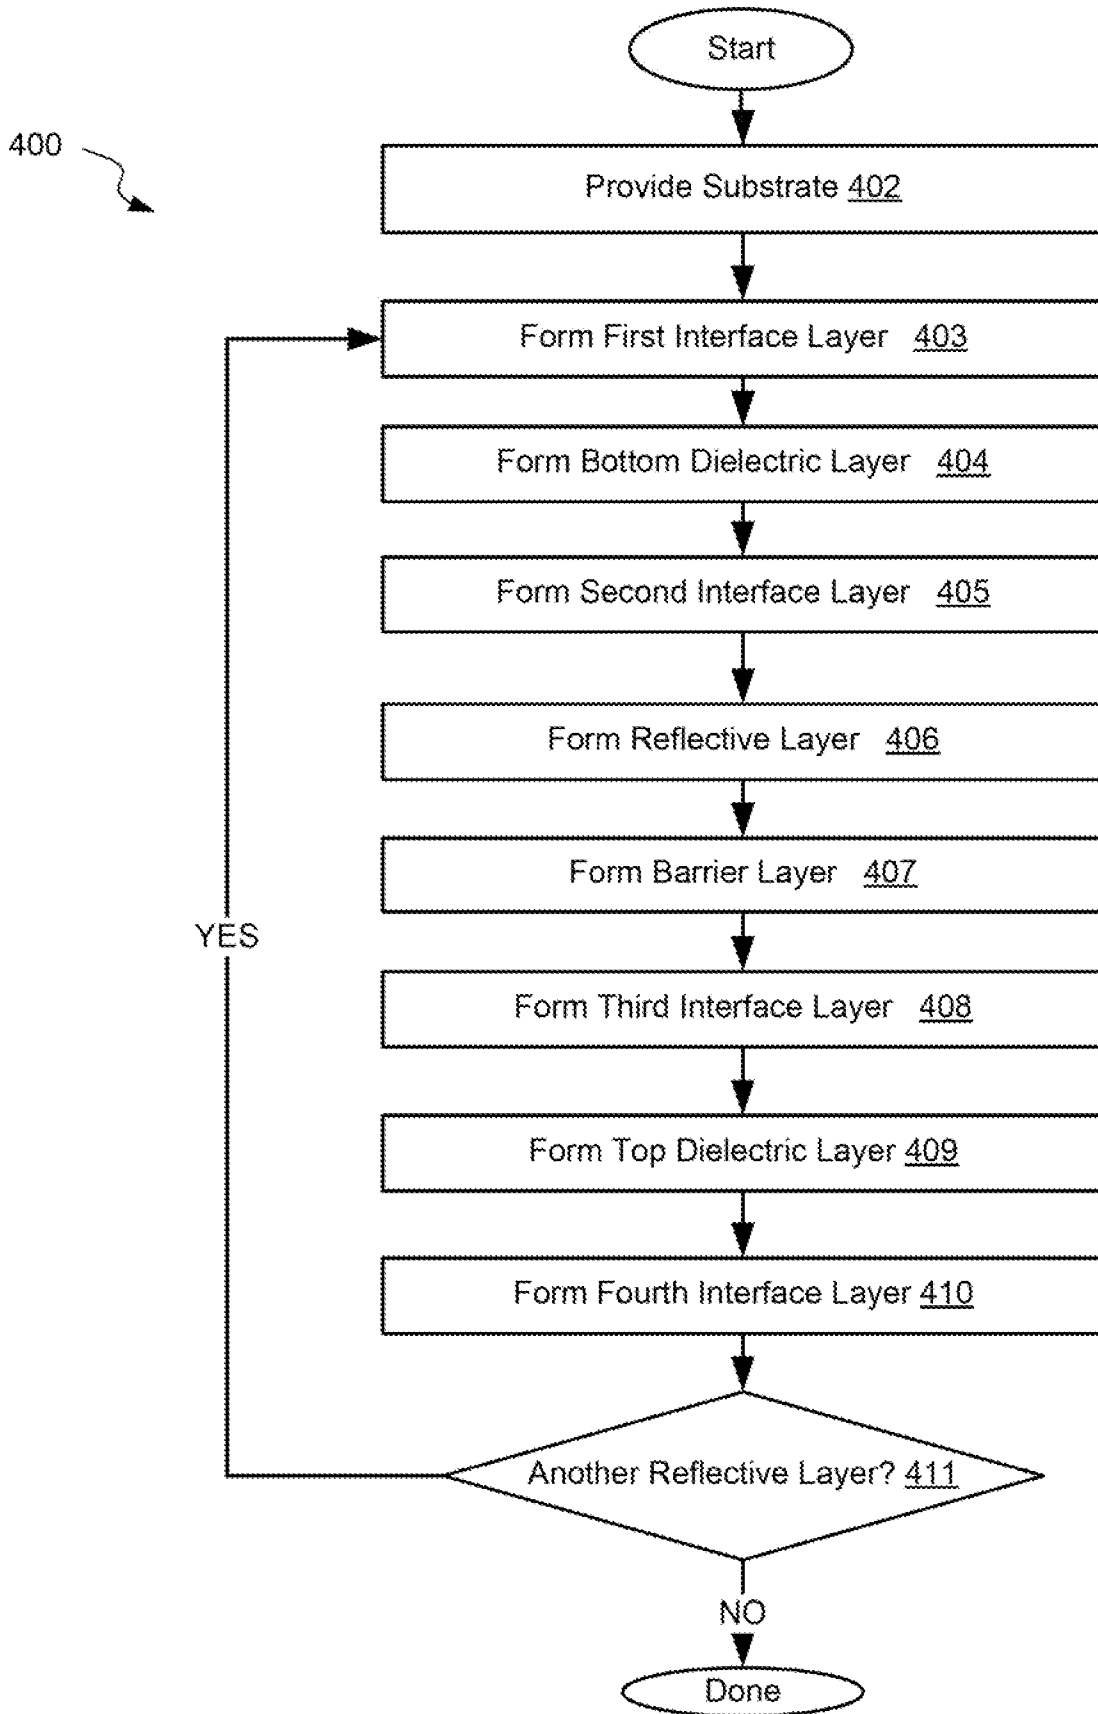 Start
400
Provide Substrate 402
Form First Interface Layer 403
Form Bottom Dielectric Layer 404
Form Second Interface Layer 405
Form Reflective Layer 406
Form Barrier Layer 407
YES
Form Third Interface Layer 408
Form Top Dielectric Layer 409
Form Fourth Interface Layer 410
Another Reflective Layer? 411
NO
Done